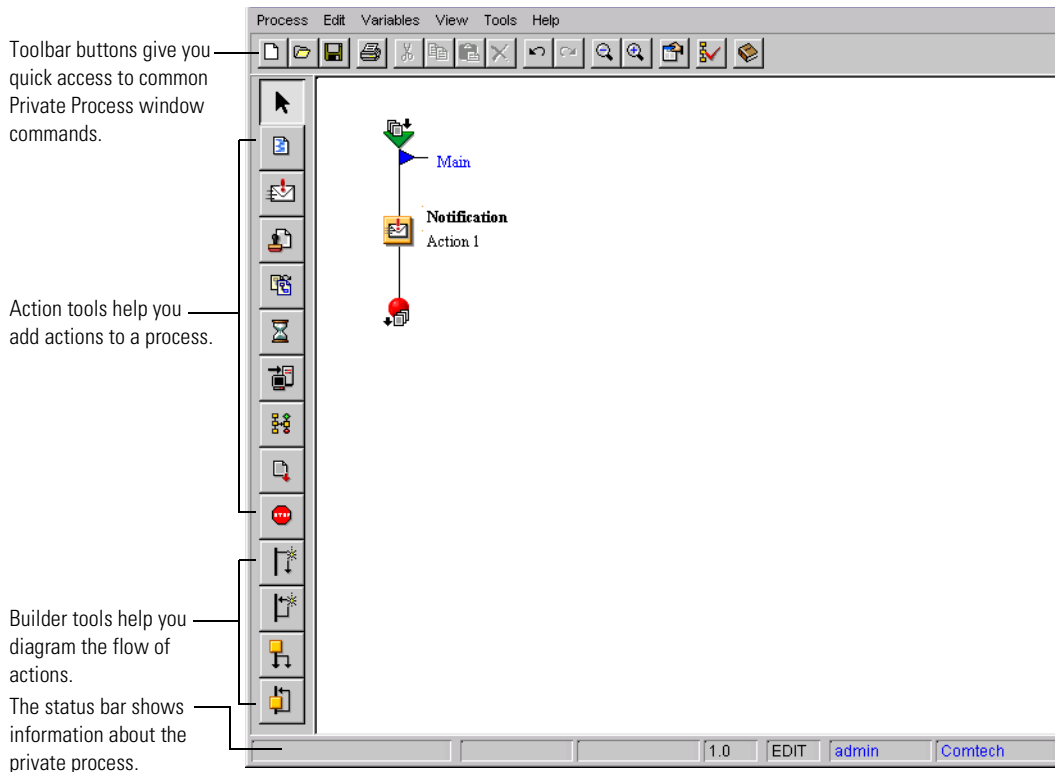 Process Edit Variables View Tools Help
Toolbar buttons give you
quick access to common
Private Process window
commands.
Main
Notification
Action 1
Action tools help you
add actions to a process.
STOP
Builder tools help you
diagram the flow of
actions.
The status bar shows
information about the
private process.
1.0 EDIT admin Comtech